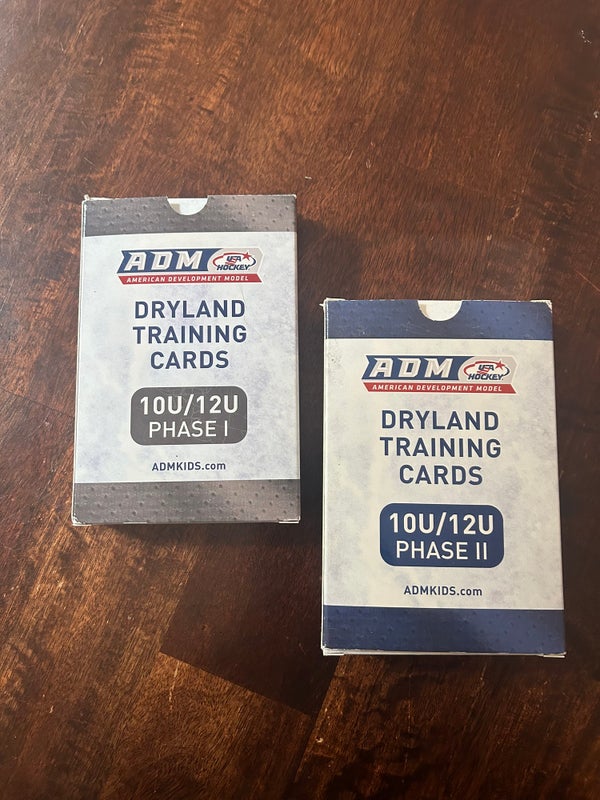 ADM USA HOCKEY
AMERICAN DEVELOPMENT MODEL
DRYLAND
TRAINING
CARDS
10U/12U
PHASE I
ADMKIDS.com
ADM USA HOCKEY
AMERICAN DEVELOPMENT MODEL
DRYLAND
TRAINING
CARDS
10U/12U
PHASE II
ADMKIDS.com